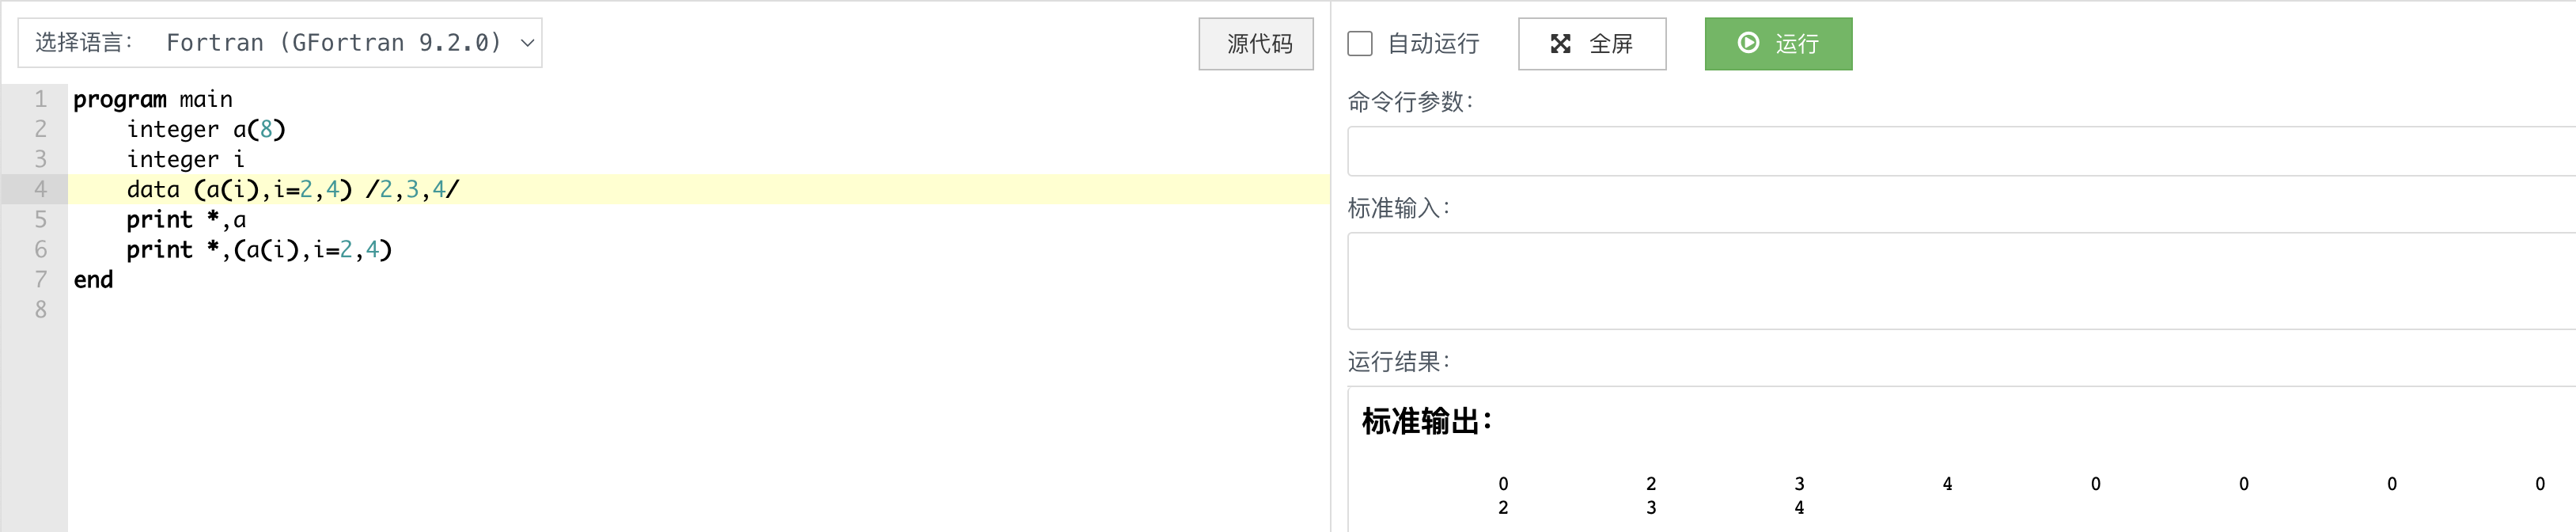 选择语言： Fortran (GFortran 9.2.0)
源代码
1 program main
2     integer a(8)
3     integer i
4     data (a(i),i=2,4) /2,3,4/
5     print *,a
6     print *,(a(i),i=2,4)
7 end
8
自动运行
全屏
运行
命令行参数：
标准输入：
运行结果：
标准输出：
0 2 3 4 0 0 0 0
2 3 4